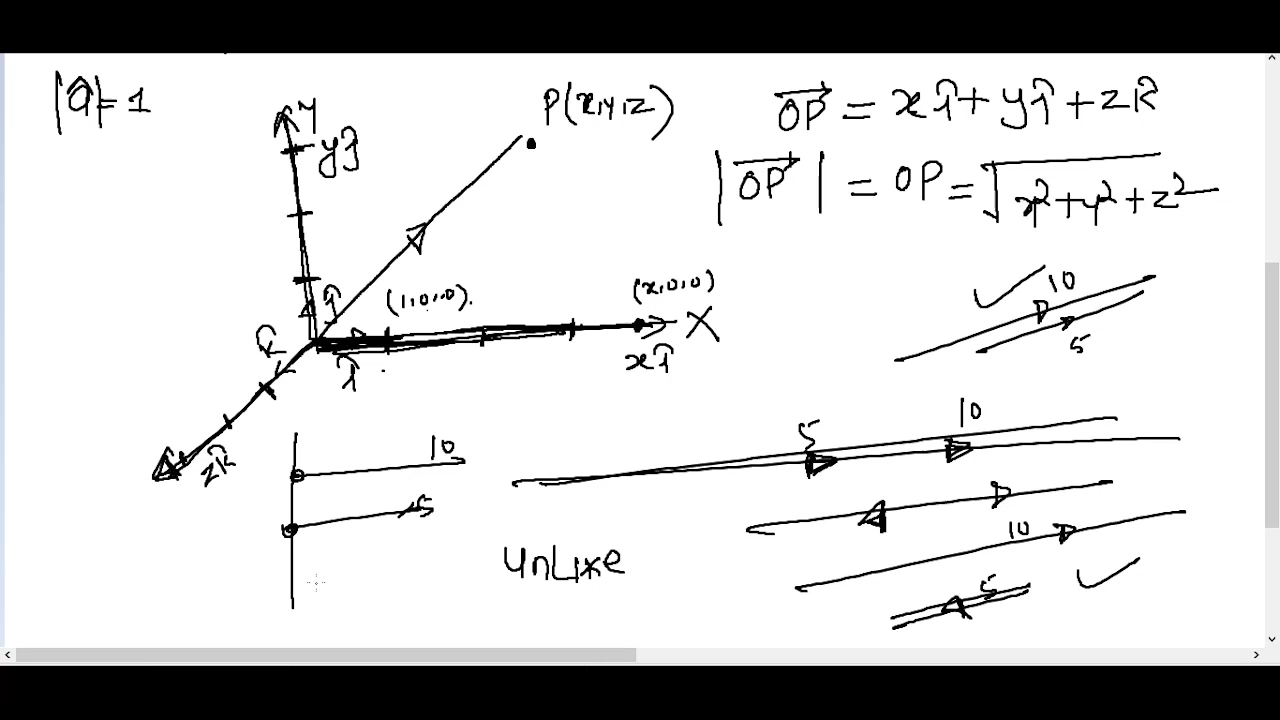 |â| = 1
Y
yĵ
P(x,y,z)
OP⃗ = xî + yĵ + zk̂
|OP⃗| = OP = √x²+y²+z²
ĵ
(1,0,0)
(x,0,0)
X
k̂
î
xî
zk̂
10
5
10
5
5
10
10
5
UnLike